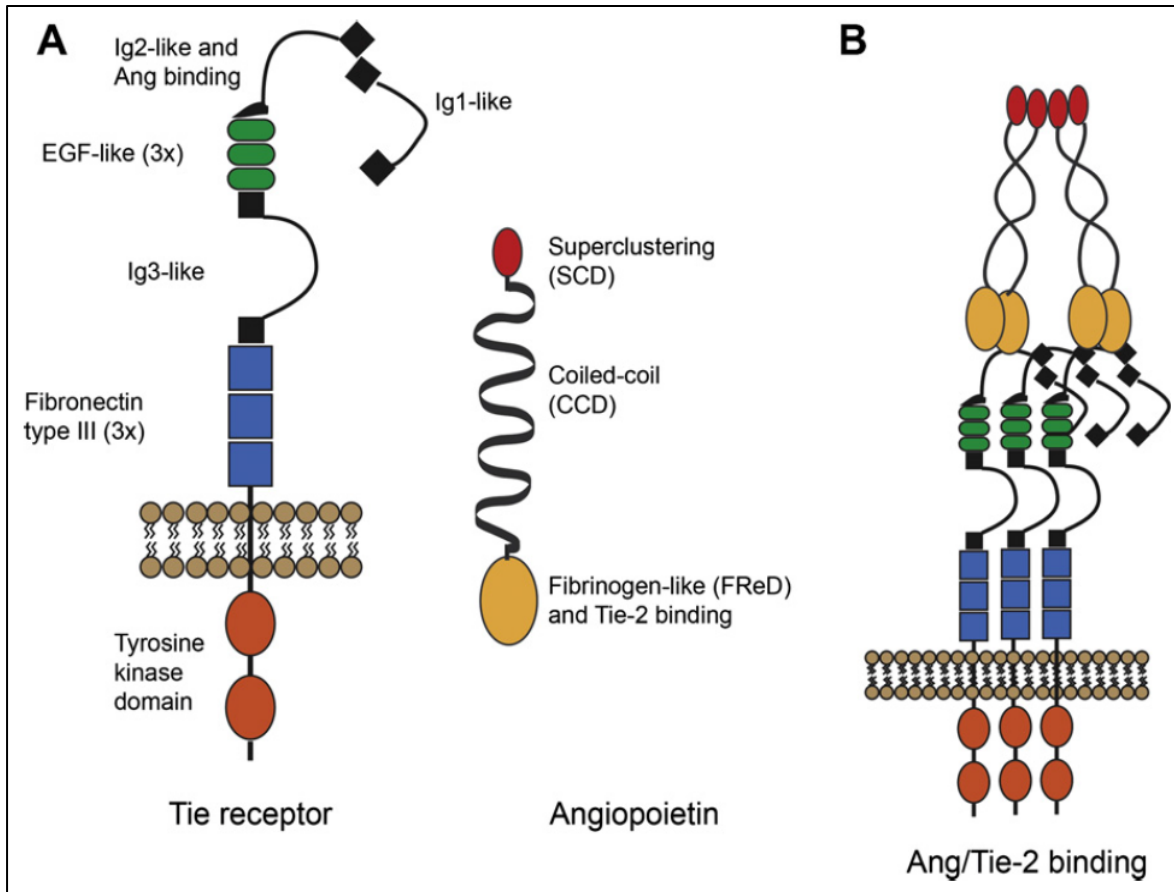 A
Ig2-like and
Ang binding
Ig1-like
EGF-like (3x)
Ig3-like
Fibronectin
type III (3x)
Tyrosine
kinase
domain
Tie receptor
Superclustering
(SCD)
Coiled-coil
(CCD)
Fibrinogen-like (FReD)
and Tie-2 binding
Angiopoietin
B
Ang/Tie-2 binding